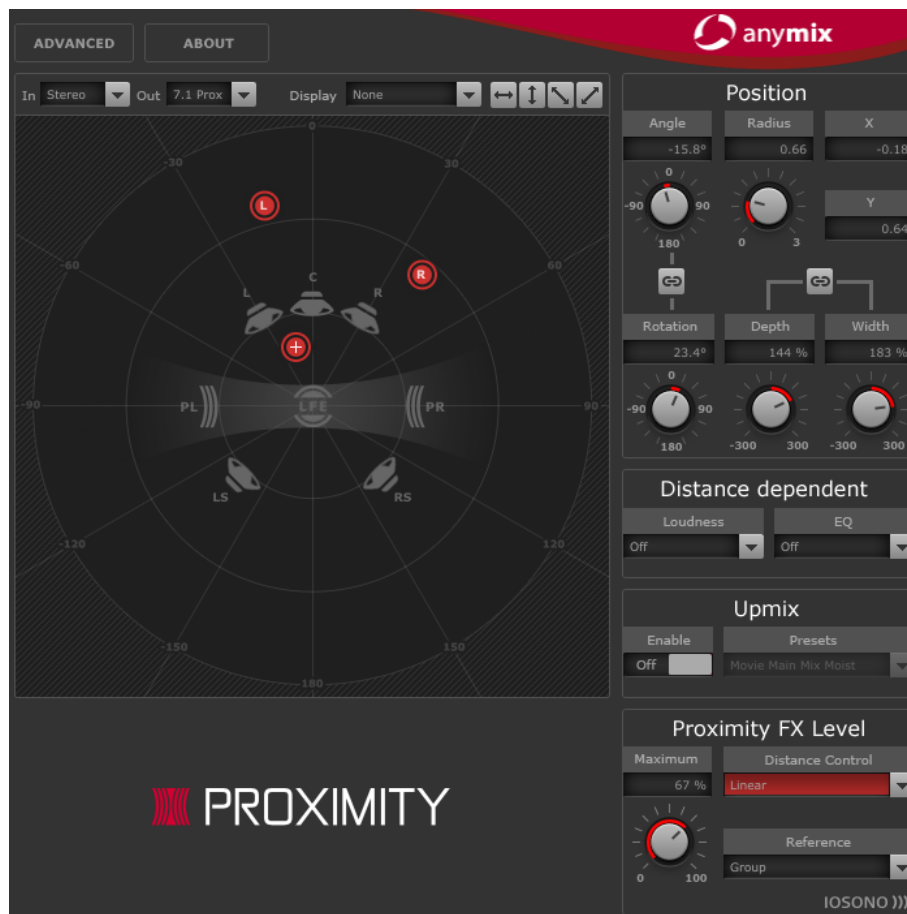 ADVANCED ABOUT
anymix
In Stereo Out 7.1 Prox Display None
0
-30 30
-60 60
-90 90
-120 120
-150 150
180
L
R
L C R
PL LFE PR
LS RS
PROXIMITY
Position
Angle Radius X
-15.8° 0.66 -0.18
0
-90 90
180 0 3
Y
0.64
Rotation Depth Width
23.4° 144 % 183 %
0
-90 90
180 -300 300 -300 300
Distance dependent
Loudness EQ
Off Off
Upmix
Enable Presets
Off Movie Main Mix Moist
Proximity FX Level
Maximum Distance Control
67 % Linear
0 100
Reference
Group
IOSONO